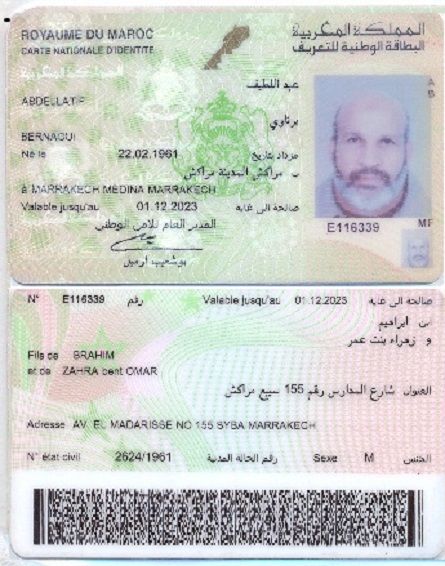 ROYAUME DU MAROC
المملكة المغربية
CARTE NATIONALE D'IDENTITE
البطاقة الوطنية للتعريف
عبد اللطيف
ABDELLATIF
برناوي
BERNAOUI
Né le 22.02.1961 مزداد بتاريخ
ب مراكش المدينة مراكش
à MARRAKECH MEDINA MARRAKECH
Valable jusqu'au 01.12.2023 صالحة الى غاية
المدير العام للأمن الوطني
بوشعيب ارميل
E116339
N° E116339 رقم Valable jusqu'au 01.12.2023 صالحة الى غاية
ابن ابراهيم
و زهراء بنت عمر
Fils de BRAHIM
et de ZAHRA bent OMAR
العنوان شارع المدارس رقم 155 سيبع مراكش
Adresse AV. EL MADARISSE NO 155 SYBA MARRAKECH
N° état civil 2624/1961 رقم الحالة المدنية Sexe M الجنس